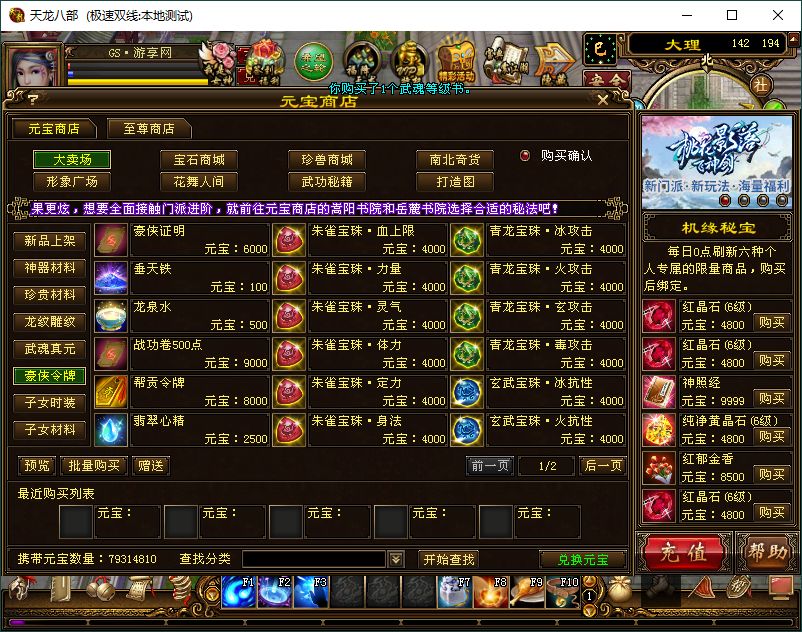 天龙八部 (极速双线:本地测试)
GS·游享网
精彩活动
大理 142 194
北
安全
社
你购买了1个武魂等级书。
?
元宝商店
元宝商店 至尊商店
大卖场 宝石商城 珍兽商城 南北奇货 购买确认
形象广场 花舞人间 武功秘籍 打造图
果更炫，想要全面接触门派进阶，就前往元宝商店的嵩阳书院和岳麓书院选择合适的秘法吧！
新品上架
神器材料
珍贵材料
龙纹雕纹
武魂真元
豪侠令牌
子女时装
子女材料
豪侠证明
元宝：6000
朱雀宝珠·血上限
元宝：4000
青龙宝珠·冰攻击
元宝：4000
垂天铁
元宝：100
朱雀宝珠·力量
元宝：4000
青龙宝珠·火攻击
元宝：4000
龙泉水
元宝：500
朱雀宝珠·灵气
元宝：4000
青龙宝珠·玄攻击
元宝：4000
战功卷500点
元宝：9000
朱雀宝珠·体力
元宝：4000
青龙宝珠·毒攻击
元宝：4000
帮贡令牌
元宝：8000
朱雀宝珠·定力
元宝：4000
玄武宝珠·冰抗性
元宝：4000
翡翠心精
元宝：2500
朱雀宝珠·身法
元宝：4000
玄武宝珠·火抗性
元宝：4000
预览 批量购买 赠送 前一页 1/2 后一页
最近购买列表
元宝： 元宝： 元宝： 元宝： 元宝：
携带元宝数量：79314810 查找分类 开始查找 兑换元宝
桃花影语
新门派·新玩法·海量福利
机缘秘宝
每日0点刷新六种个
人专属的限量商品，购买
后绑定。
红晶石(6级)
元宝：4800 购买
红晶石(6级)
元宝：4800 购买
神照经
元宝：9999 购买
纯净黄晶石(6级)
元宝：4800 购买
红郁金香
元宝：8500 购买
红晶石(6级)
元宝：4800 购买
充值 帮助
F1 F2 F3 F7 F8 F9 F10 1